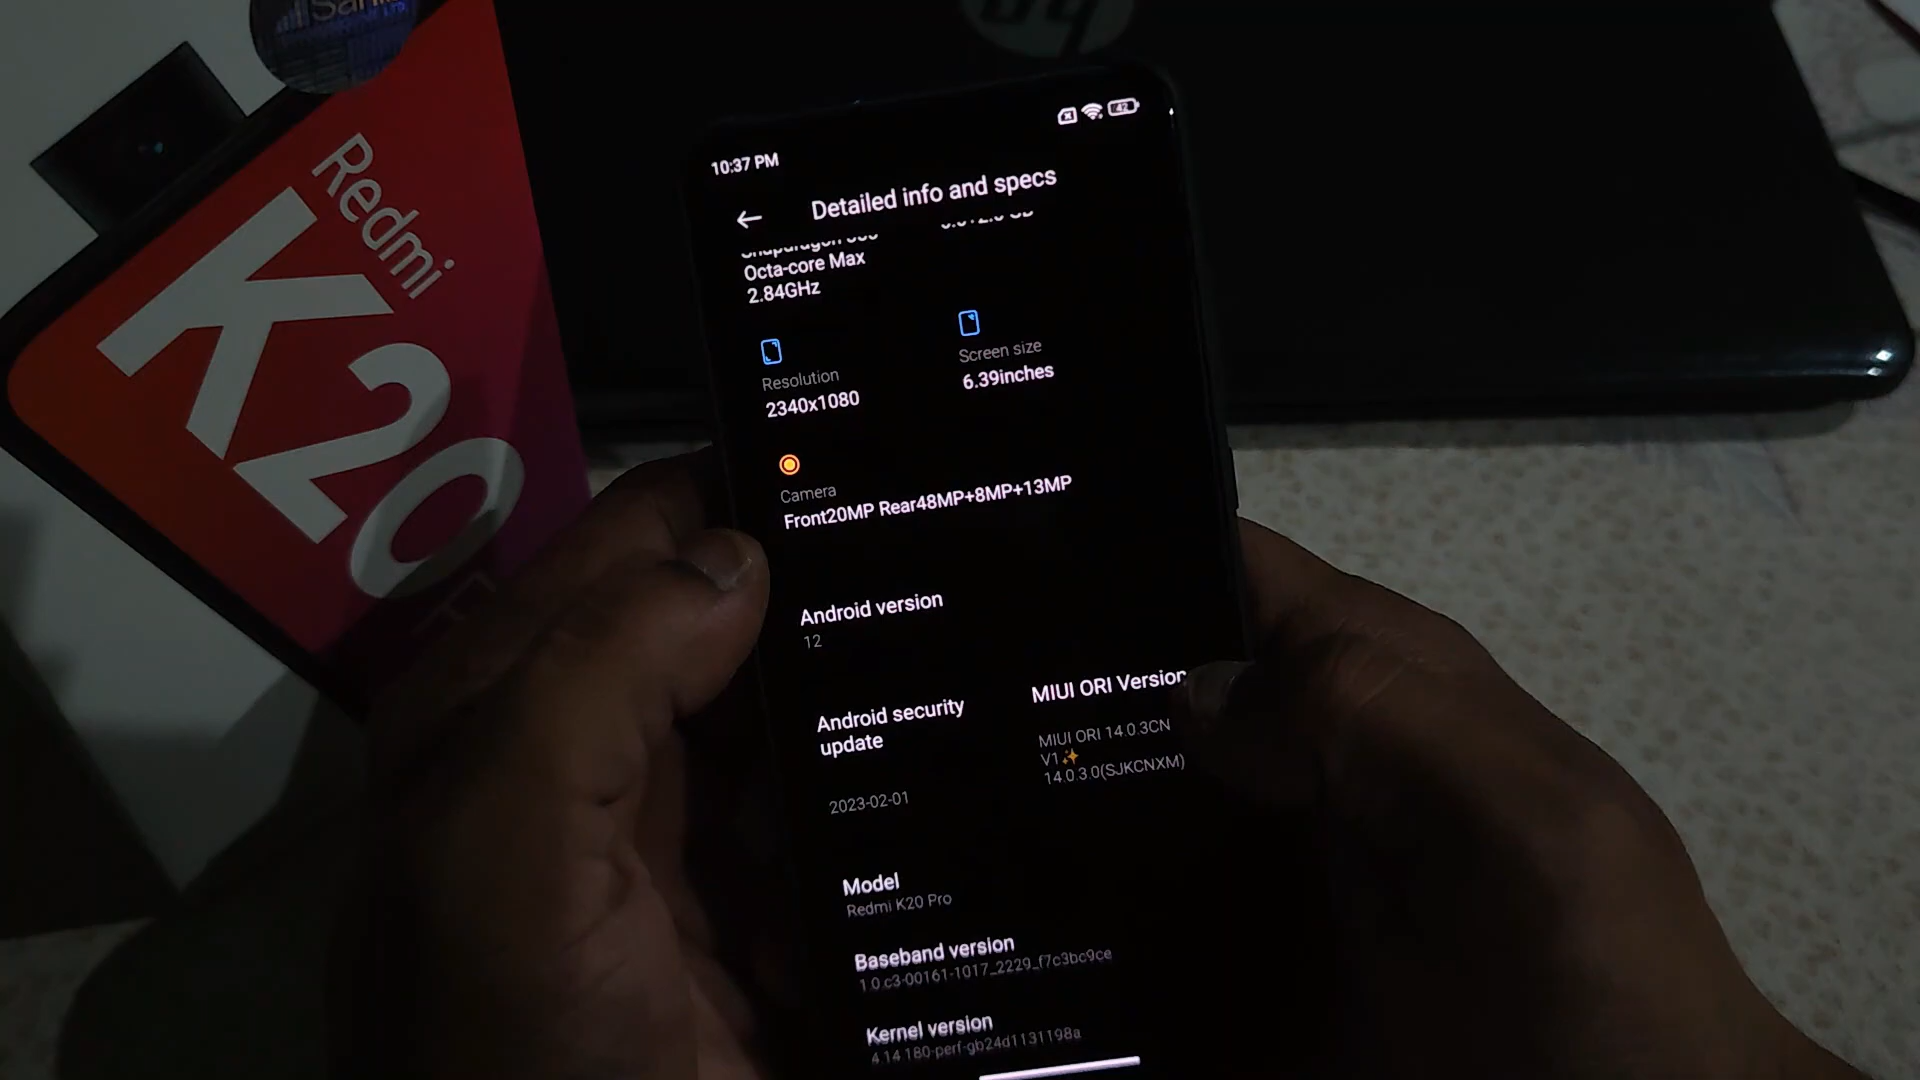 hp
Redmi
K20
10:37 PM
42
Detailed info and specs
Octa-core Max
2.84GHz
Resolution
2340x1080
Screen size
6.39inches
Camera
Front20MP Rear48MP+8MP+13MP
Android version
12
Android security
update
2023-02-01
MIUI ORI Version
MIUI ORI 14.0.3CN
V1✨
14.0.3.0(SJKCNXM)
Model
Redmi K20 Pro
Baseband version
1.0.c3-00161-1017_2229_f7c3bc9ce
Kernel version
4.14.180-perf-gb24d1131198a